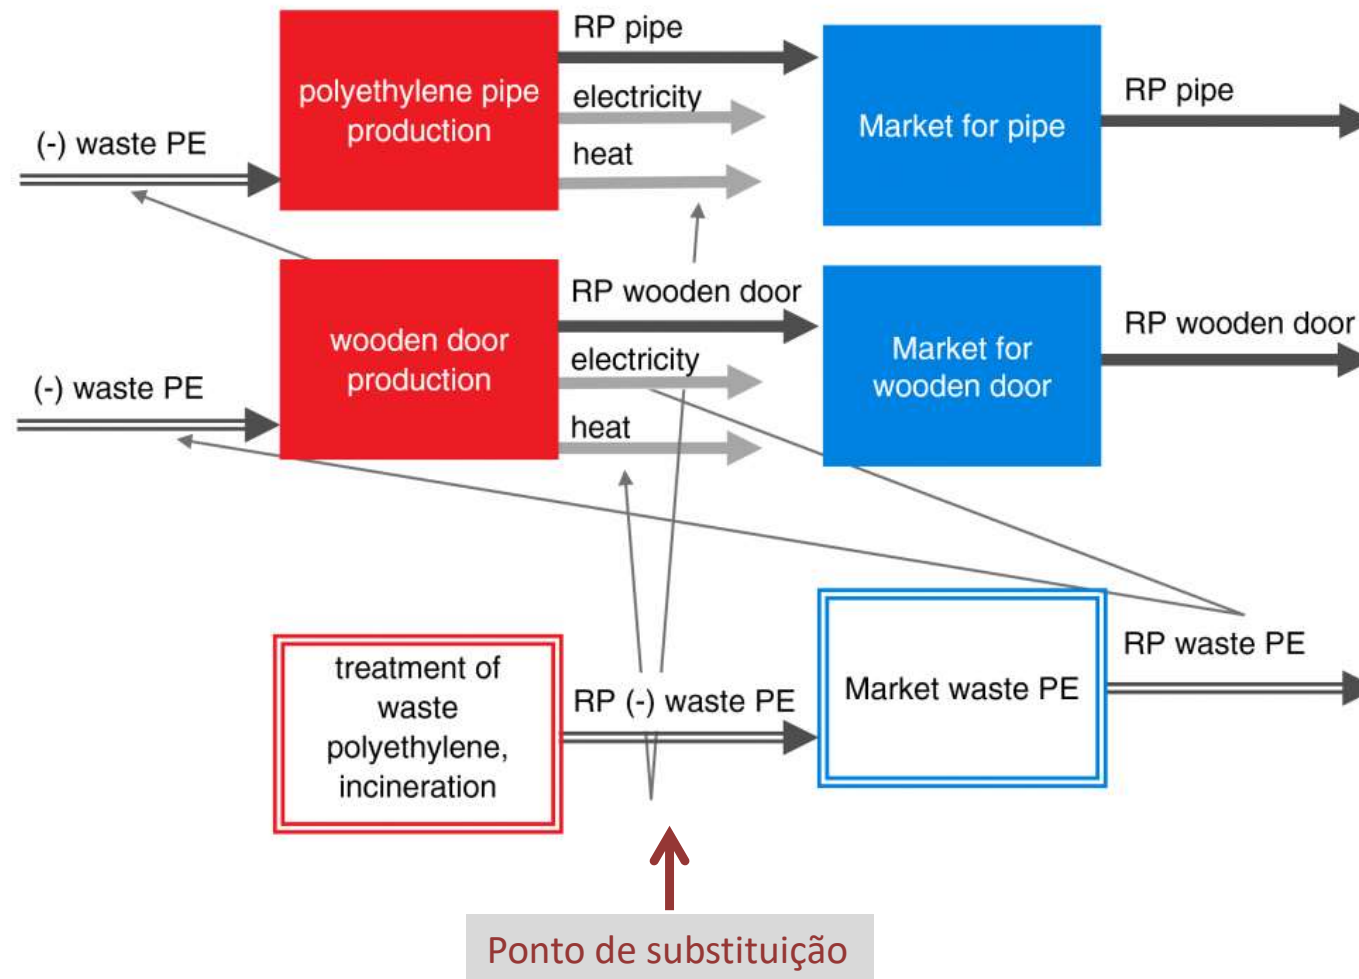 RP pipe
polyethylene pipe
production
electricity
heat
(-) waste PE
Market for pipe
RP pipe
RP wooden door
wooden door
production
electricity
heat
(-) waste PE
Market for
wooden door
RP wooden door
treatment of
waste
polyethylene,
incineration
RP (-) waste PE
Market waste PE
RP waste PE
Ponto de substituição